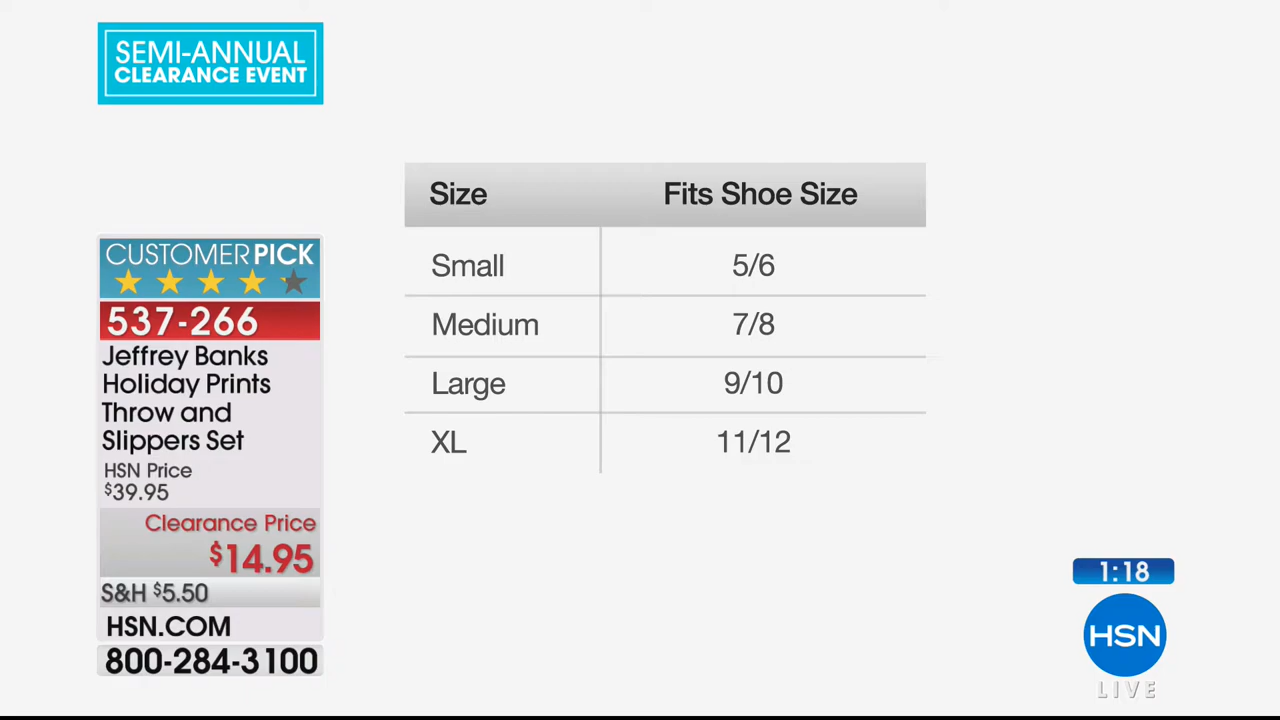 SEMI-ANNUAL
CLEARANCE EVENT
Size Fits Shoe Size
Small 5/6
Medium 7/8
Large 9/10
XL 11/12
CUSTOMER PICK
537-266
Jeffrey Banks
Holiday Prints
Throw and
Slippers Set
HSN Price
$39.95
Clearance Price
$14.95
S&H $5.50
HSN.COM
800-284-3100
1:18
HSN
LIVE